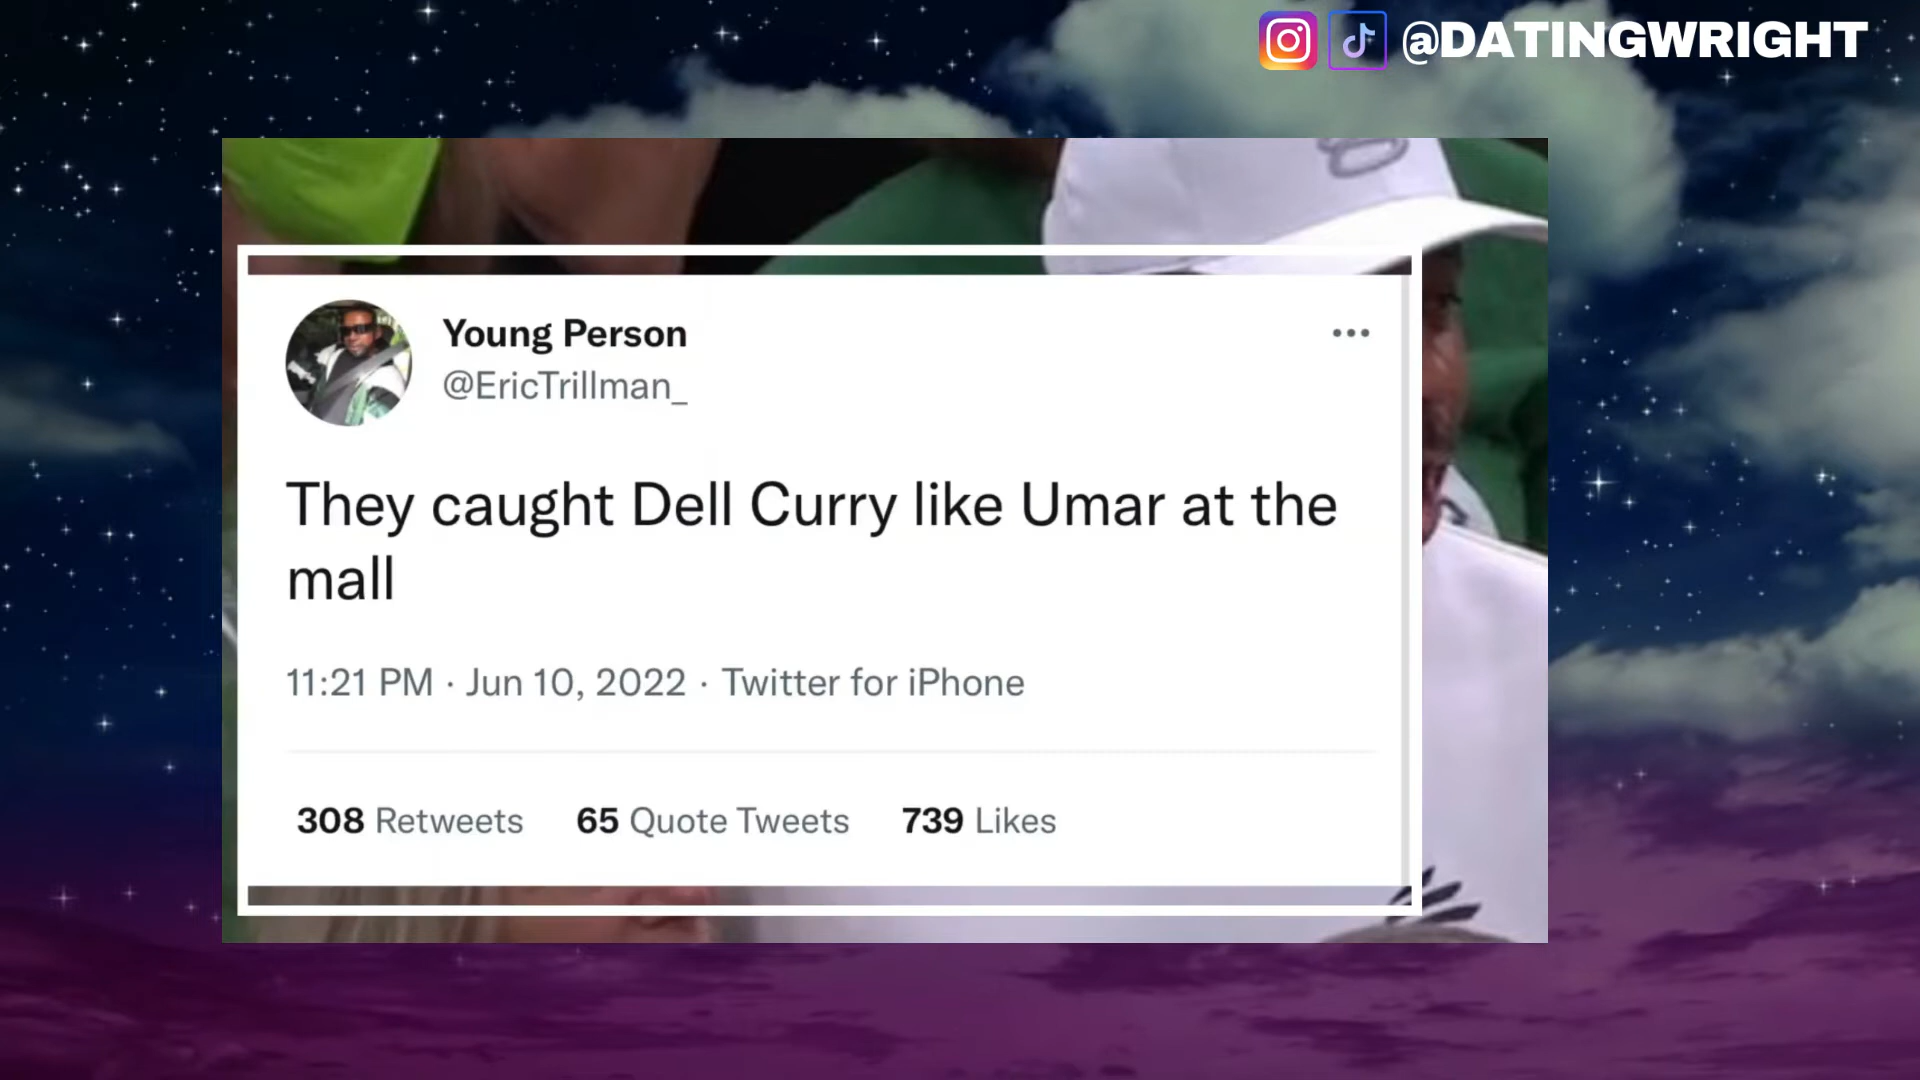 @DATINGWRIGHT
Young Person
@EricTrillman_
They caught Dell Curry like Umar at the
mall
11:21 PM · Jun 10, 2022 · Twitter for iPhone
308 Retweets 65 Quote Tweets 739 Likes